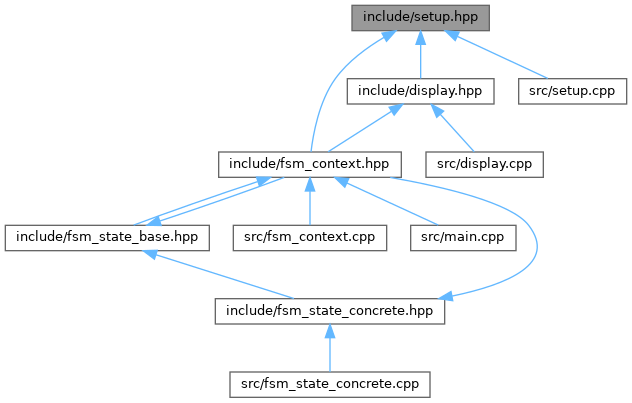 include/setup.hpp
include/display.hpp
src/setup.cpp
include/fsm_context.hpp
src/display.cpp
include/fsm_state_base.hpp
src/fsm_context.cpp
src/main.cpp
include/fsm_state_concrete.hpp
src/fsm_state_concrete.cpp